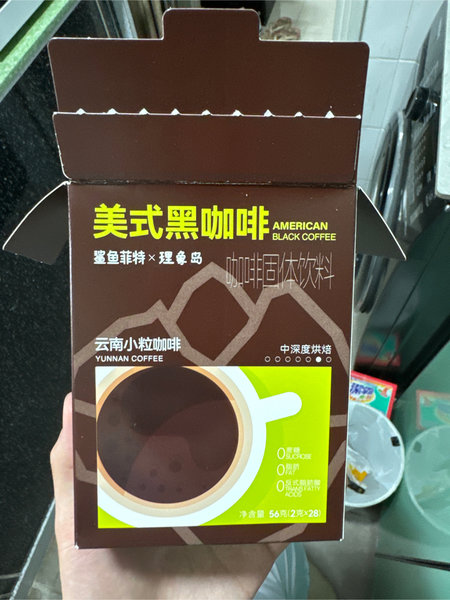 美式黑咖啡 AMERICAN
BLACK COFFEE
鲨鱼菲特×理象岛
咖啡固体饮料
云南小粒咖啡
YUNNAN COFFEE
中深度烘焙
0蔗糖
SUCROBE
0脂肪
FAT
0反式脂肪酸
TRANS FATTY
ACIDS
净含量 56克(2克×28)